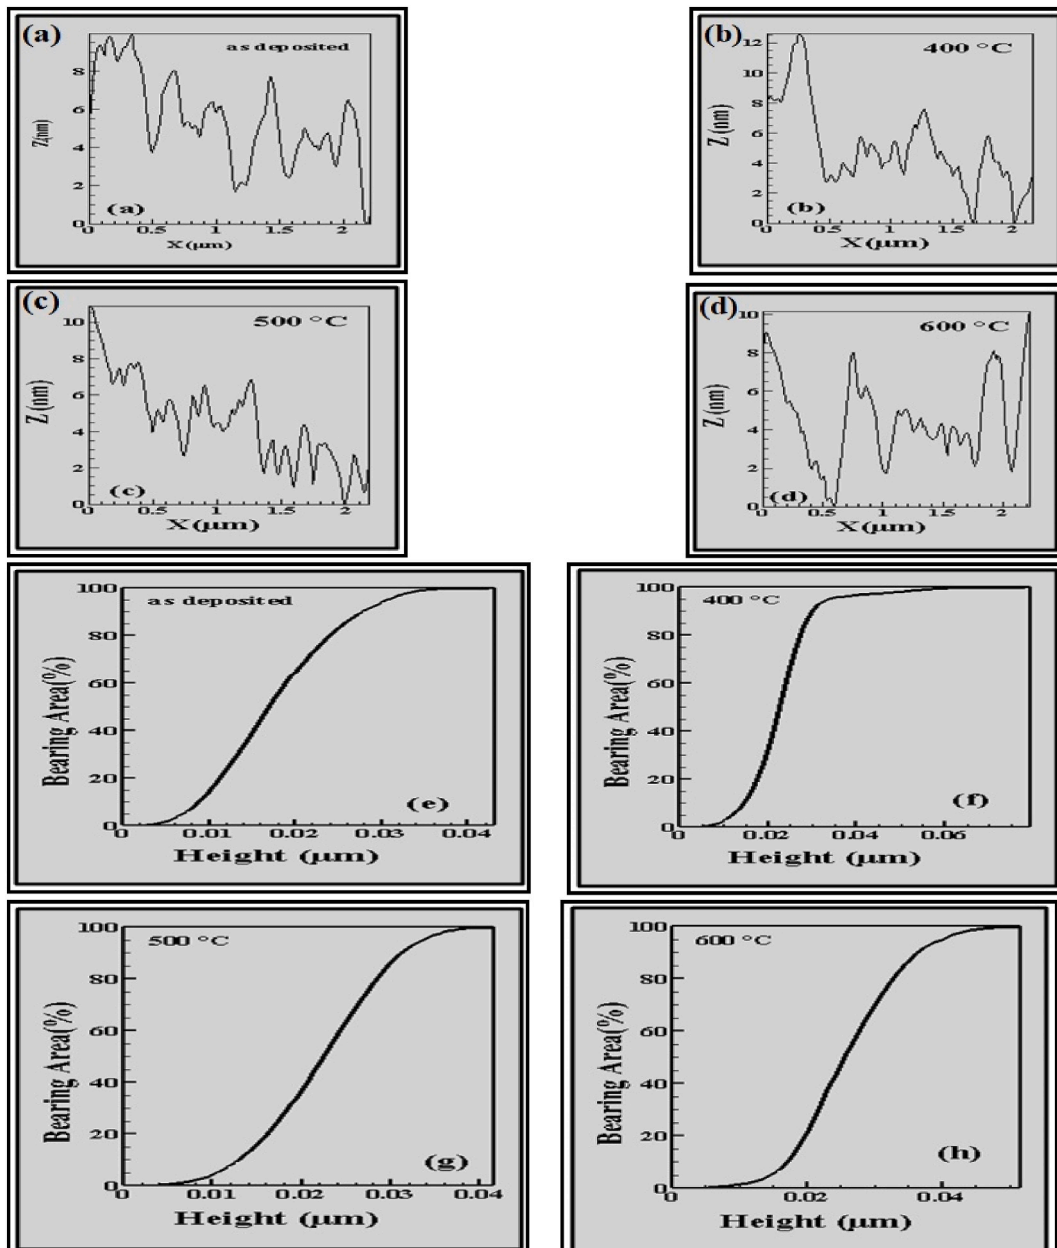 (a)
as deposited
8
6
4
2
0
Z(nm)
(a)
0
0.5
1
1.5
2
X(μm)
(b)
400 °C
12
10
8
6
4
2
0
Z (nm)
(b)
0
0.5
1
1.5
2
X (μm)
(c)
500 °C
10
8
6
4
2
0
Z (nm)
(c)
0.5
1
1.5
2
X (μm)
(d)
600 °C
10
8
6
4
2
0
Z (nm)
(d)
0
0.5
1
1.5
2
X (μm)
as deposited
100
80
60
40
20
0
Bearing Area(%)
(e)
0
0.01
0.02
0.03
0.04
Height (μm)
400 °C
100
80
60
40
20
0
Bearing Area(%)
(f)
0
0.02
0.04
0.06
Height (μm)
500 °C
100
80
60
40
20
0
Bearing Area(%)
(g)
0
0.01
0.02
0.03
0.04
Height (μm)
600 °C
100
80
60
40
20
0
Bearing Area(%)
(h)
0
0.02
0.04
Height (μm)